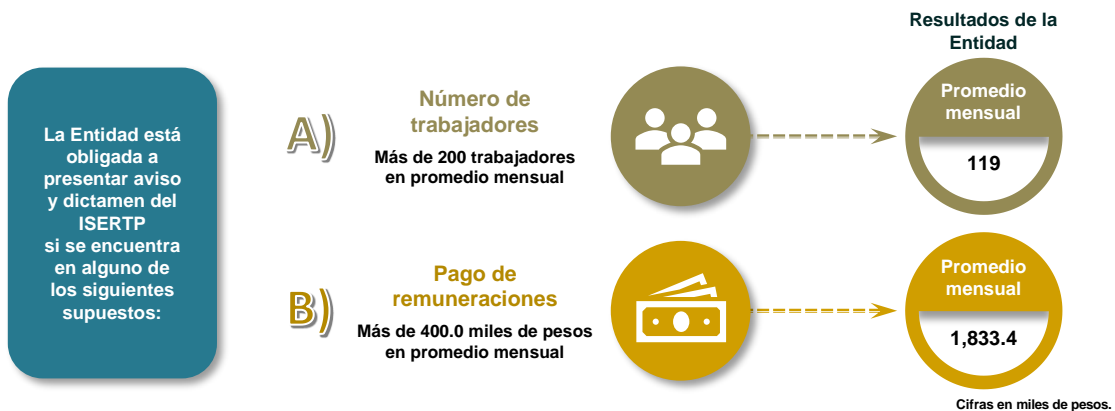 La Entidad está
obligada a
presentar aviso
y dictamen del
ISERTP
si se encuentra
en alguno de
los siguientes
supuestos:
A)
Número de
trabajadores
Más de 200 trabajadores
en promedio mensual
Resultados de la
Entidad
Promedio
mensual
119
B)
Pago de
remuneraciones
Más de 400.0 miles de pesos
en promedio mensual
Promedio
mensual
1,833.4
Cifras en miles de pesos.